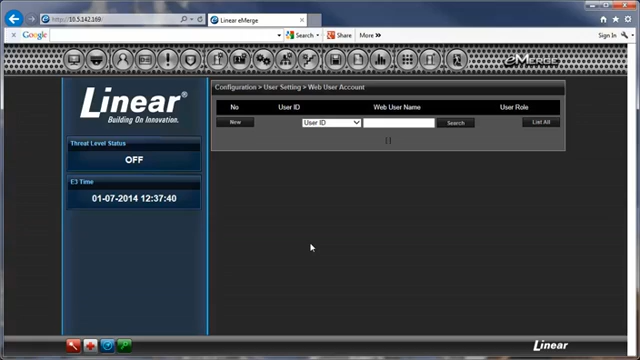 http://10.5.142.169
Linear eMerge
Google
Search
Share
More »
Sign In
eMERGE
Linear®
Building On Innovation.
Threat Level Status
OFF
E3 Time
01-07-2014 12:37:40
Configuration > User Setting > Web User Account
No User ID Web User Name User Role
New User ID Search List All
Linear